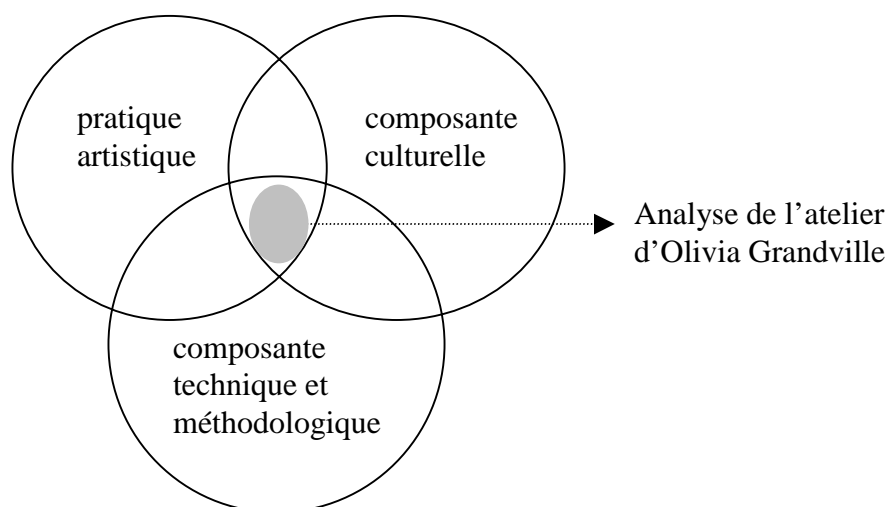 pratique
artistique
composante
culturelle
Analyse de l’atelier
d’Olivia Grandville
composante
technique et
méthodologique